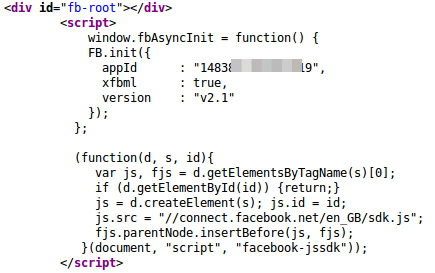 <div id="fb-root"></div>
<script>
window.fbAsyncInit = function() {
FB.init({
appId : "1483 19",
xfbml : true,
version : "v2.1"
});
};
(function(d, s, id){
var js, fjs = d.getElementsByTagName(s)[0];
if (d.getElementById(id)) {return;}
js = d.createElement(s); js.id = id;
js.src = "//connect.facebook.net/en_GB/sdk.js";
fjs.parentNode.insertBefore(js, fjs);
}(document, "script", "facebook-jssdk"));
</script>